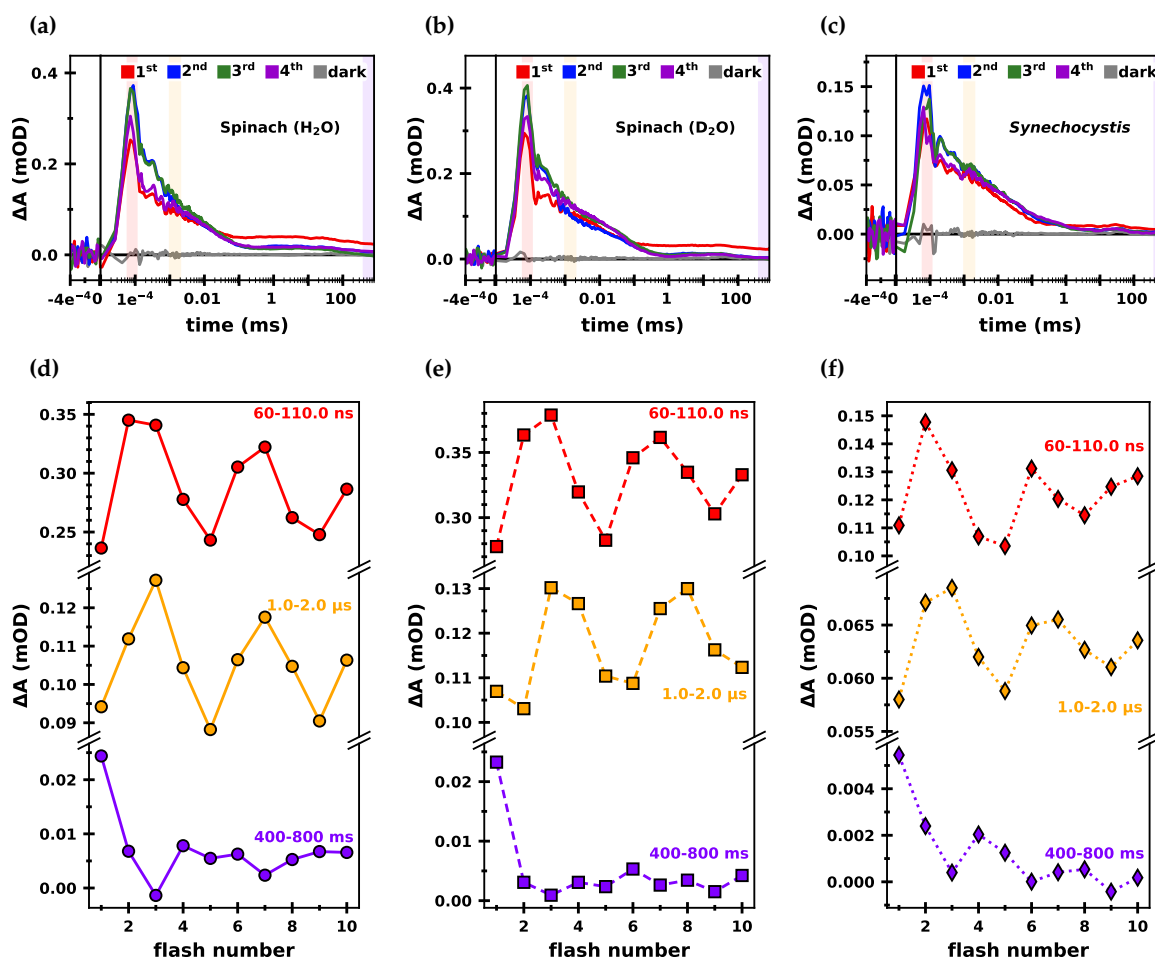 (a)
(b)
(c)
1st 2nd 3rd 4th dark
Spinach (H2O)
ΔA (mOD)
0.4
0.2
0.0
-4e⁻⁴ 0 1e⁻⁴ 0.01 1 100
time (ms)
1st 2nd 3rd 4th dark
Spinach (D2O)
ΔA (mOD)
0.4
0.2
0.0
-4e⁻⁴ 0 1e⁻⁴ 0.01 1 100
time (ms)
1st 2nd 3rd 4th dark
Synechocystis
ΔA (mOD)
0.15
0.10
0.05
0.00
-4e⁻⁴ 0 1e⁻⁴ 0.01 1 100
time (ms)
(d)
(e)
(f)
60-110.0 ns
0.35
0.30
0.25
1.0-2.0 µs
0.12
0.11
0.10
0.09
ΔA (mOD)
400-800 ms
0.02
0.01
0.00
2 4 6 8 10
flash number
60-110.0 ns
0.35
0.30
1.0-2.0 µs
0.13
0.12
0.11
0.10
ΔA (mOD)
400-800 ms
0.02
0.01
0.00
2 4 6 8 10
flash number
60-110.0 ns
0.15
0.14
0.13
0.12
0.11
0.10
1.0-2.0 µs
0.065
0.060
0.055
ΔA (mOD)
400-800 ms
0.004
0.002
0.000
2 4 6 8 10
flash number